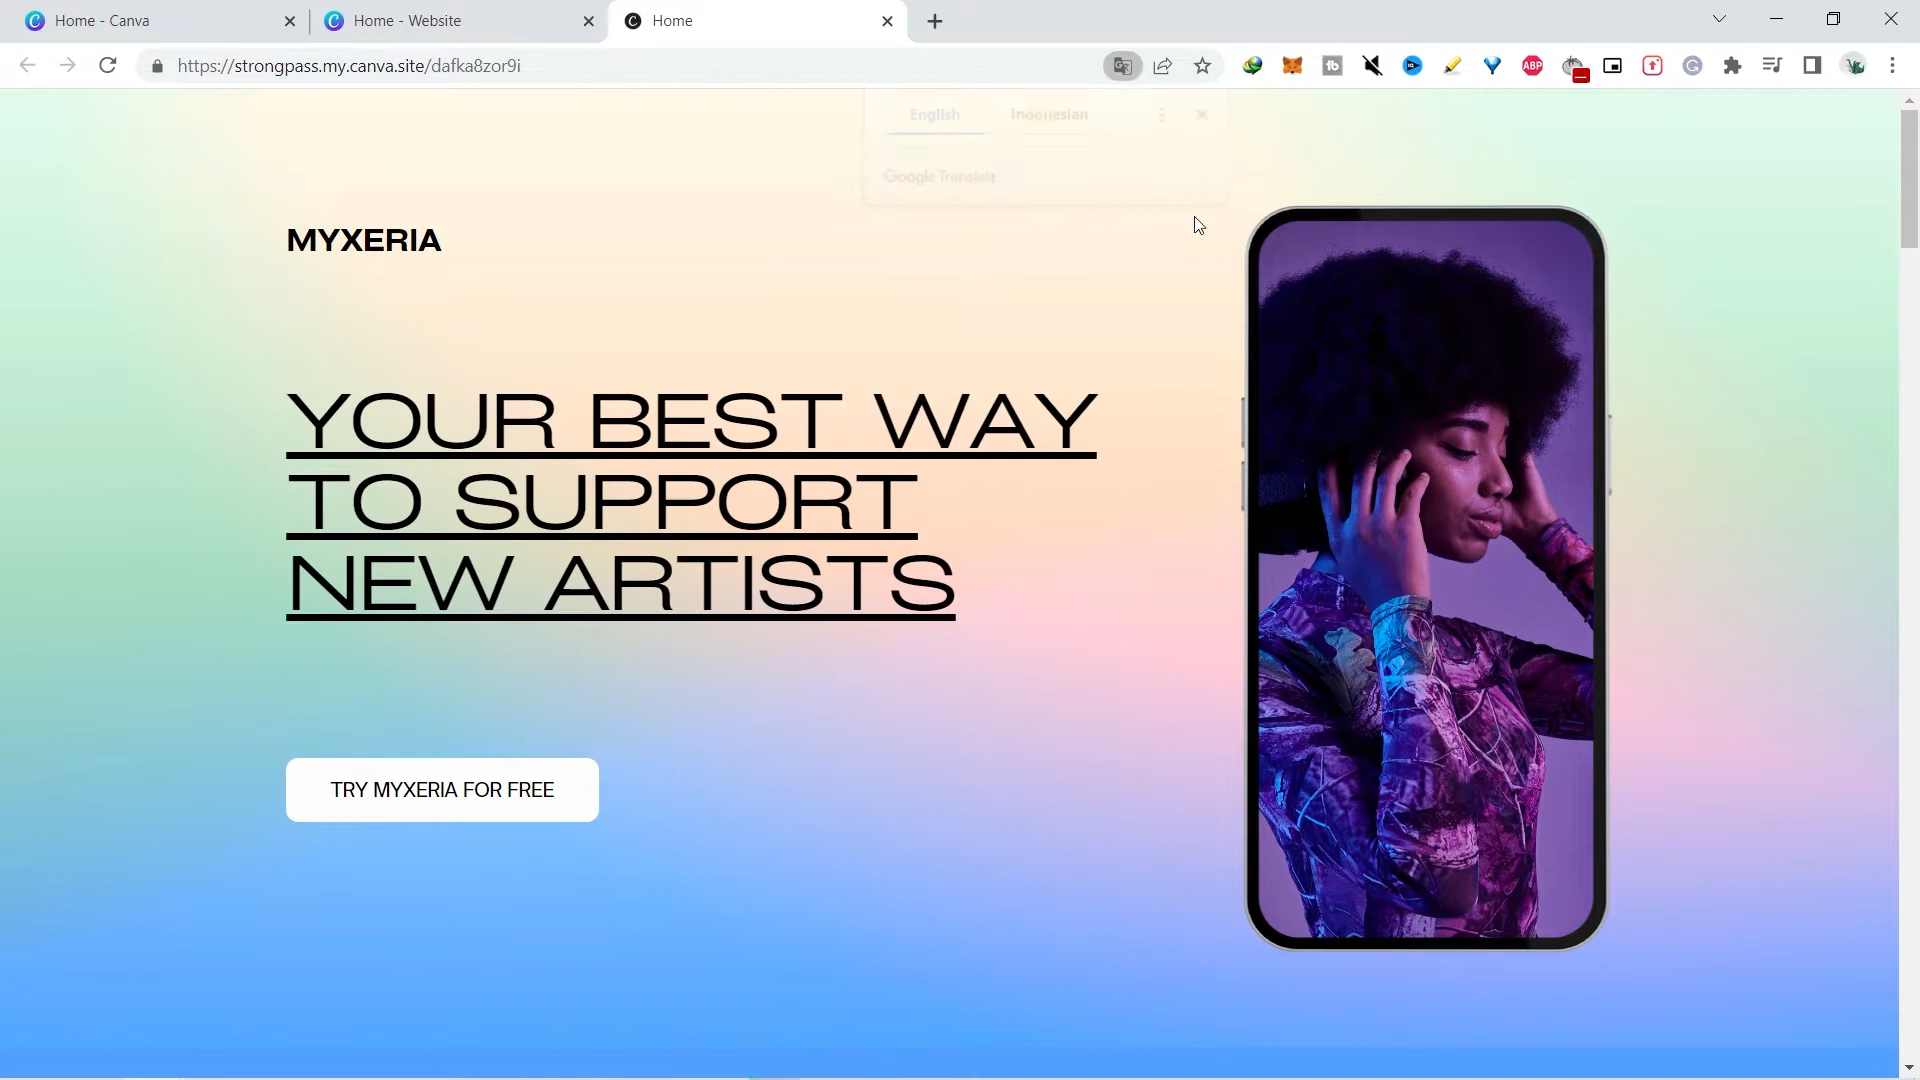 Home - Canva
Home - Website
Home
https://strongpass.my.canva.site/dafka8zor9i
English Indonesian
Google Translate
MYXERIA
YOUR BEST WAY
TO SUPPORT
NEW ARTISTS
TRY MYXERIA FOR FREE
ABP